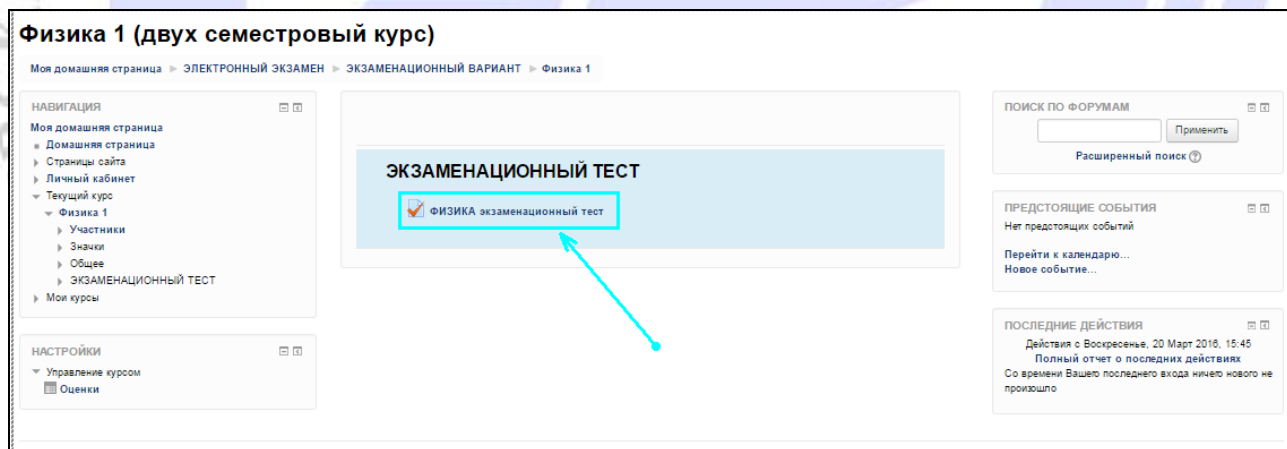 Физика 1 (двух семестровый курс)
Моя домашняя страница ► ЭЛЕКТРОННЫЙ ЭКЗАМЕН ► ЭКЗАМЕНАЦИОННЫЙ ВАРИАНТ ► Физика 1
НАВИГАЦИЯ
Моя домашняя страница
Домашняя страница
Страницы сайта
Личный кабинет
Текущий курс
Физика 1
Участники
Значки
Общее
ЭКЗАМЕНАЦИОННЫЙ ТЕСТ
Мои курсы
НАСТРОЙКИ
Управление курсом
Оценки
ЭКЗАМЕНАЦИОННЫЙ ТЕСТ
ФИЗИКА экзаменационный тест
ПОИСК ПО ФОРУМАМ
Применить
Расширенный поиск
ПРЕДСТОЯЩИЕ СОБЫТИЯ
Нет предстоящих событий
Перейти к календарю...
Новое событие...
ПОСЛЕДНИЕ ДЕЙСТВИЯ
Действия с Воскресенье, 20 Март 2016, 15:45
Полный отчет о последних действиях
Со времени Вашего последнего входа ничего нового не
произошло